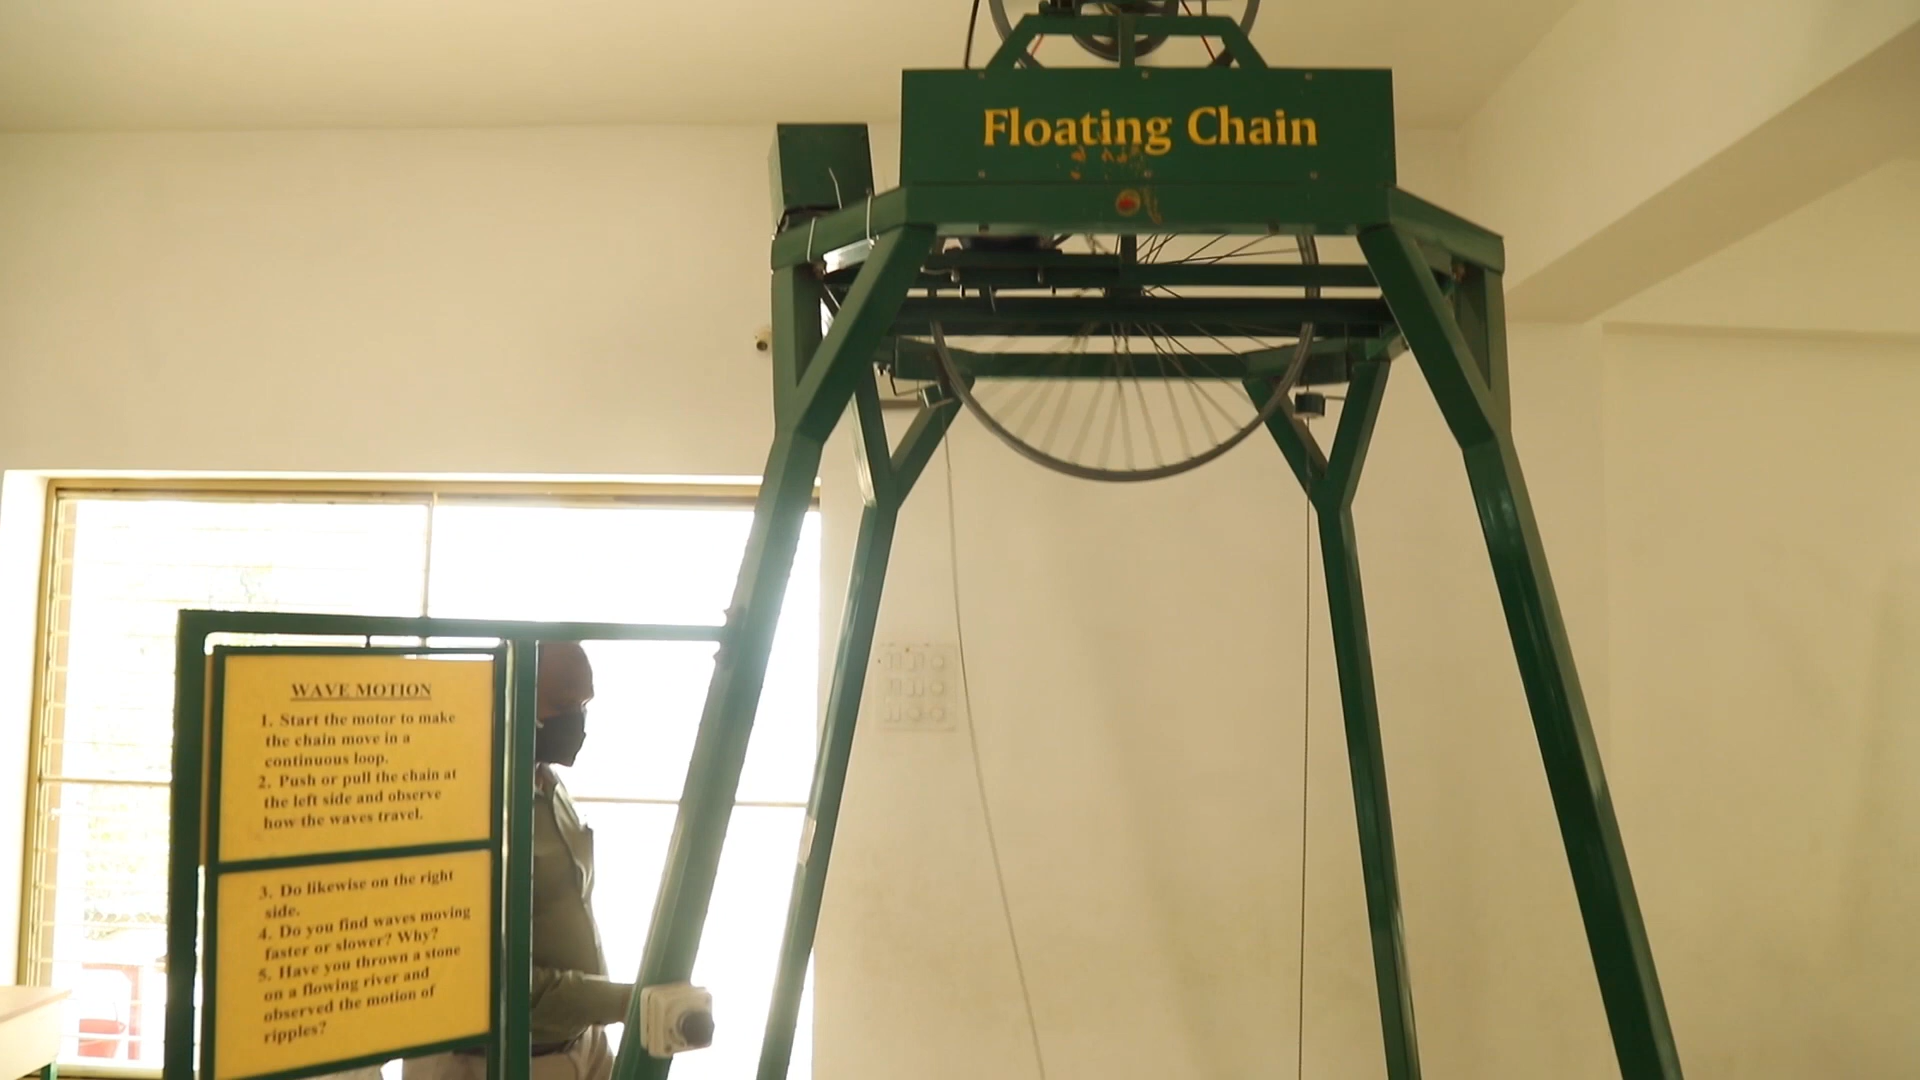 Floating Chain
WAVE MOTION
1. Start the motor to make
the chain move in a
continuous loop.
2. Push or pull the chain at
the left side and observe
how the waves travel.
3. Do likewise on the right
side.
4. Do you find waves moving
faster or slower? Why?
5. Have you thrown a stone
on a flowing river and
observed the motion of
ripples?